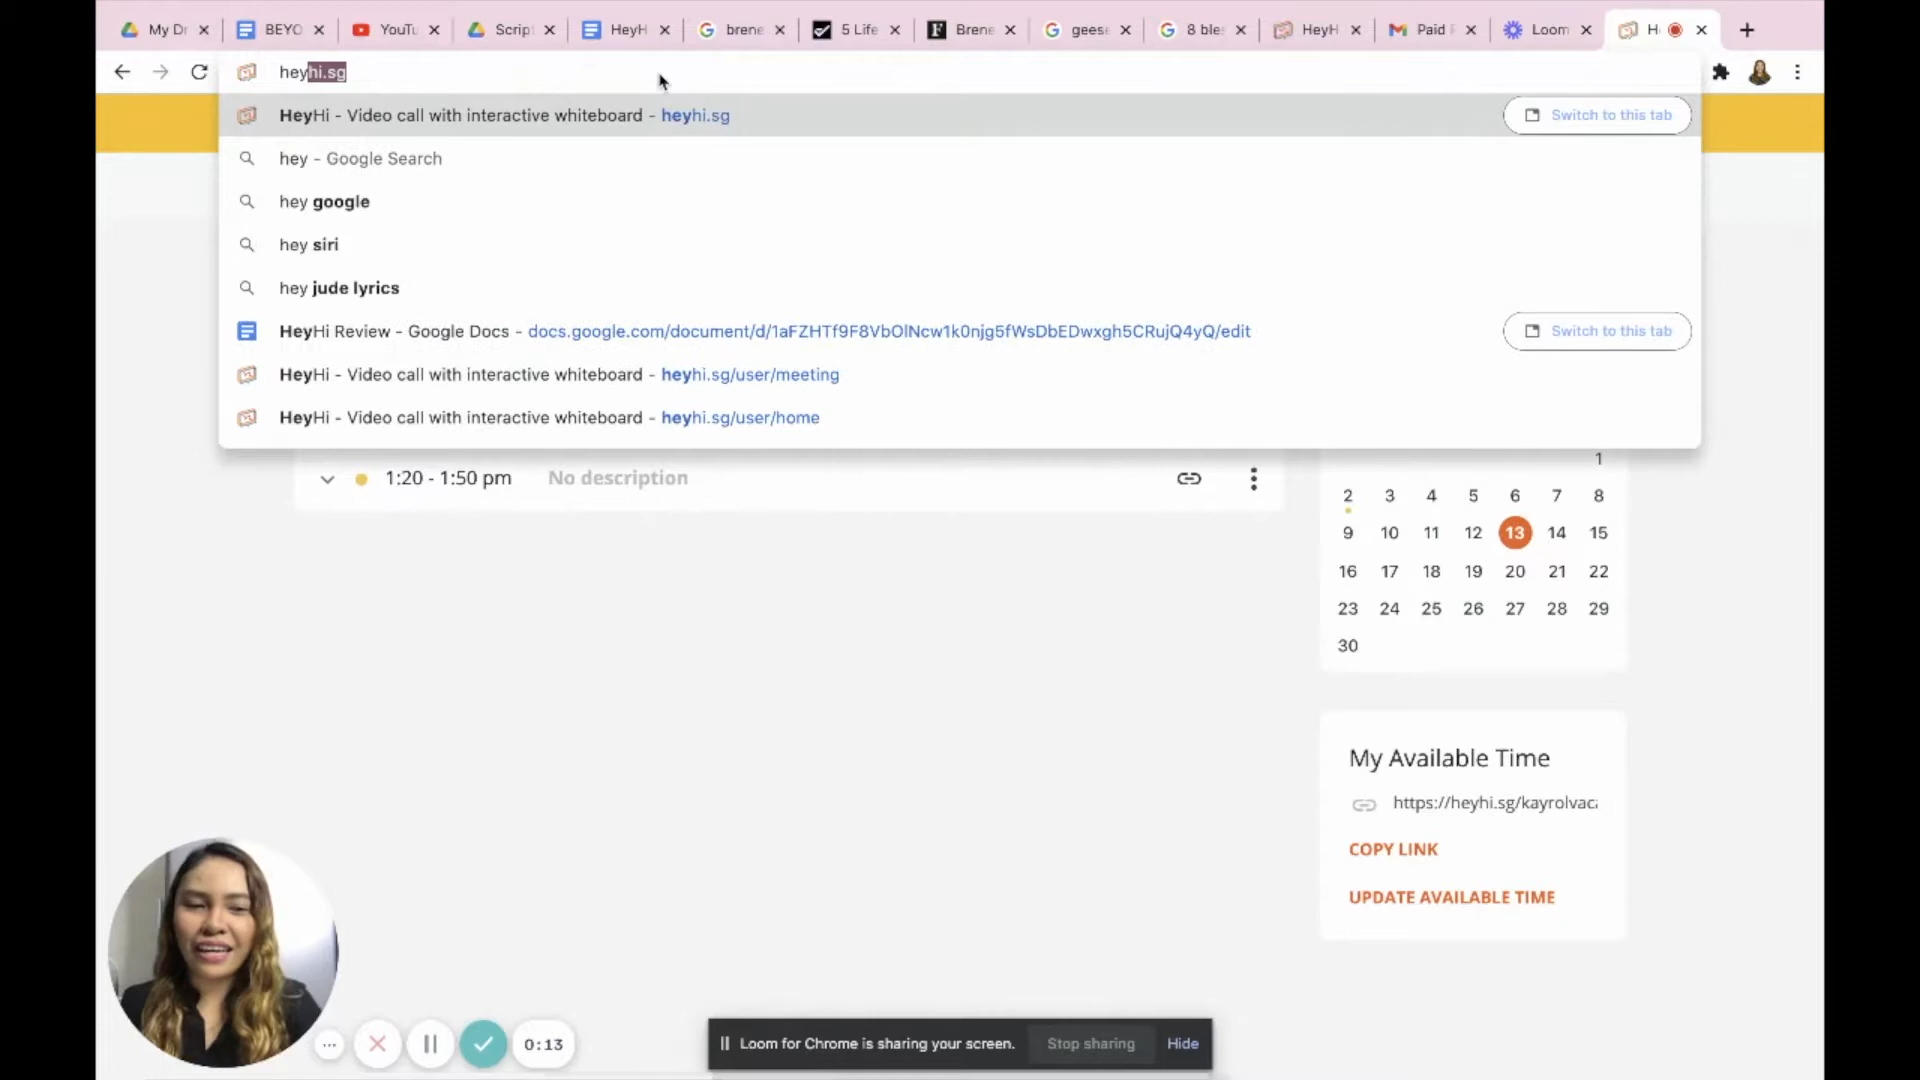 My Dr
BEYO
YouTu
Script
HeyH
brene
5 Life
Brene
geese
8 bles
HeyH
Paid
Loom
H
heyhi.sg
HeyHi - Video call with interactive whiteboard - heyhi.sg
Switch to this tab
hey - Google Search
hey google
hey siri
hey jude lyrics
HeyHi Review - Google Docs - docs.google.com/document/d/1aFZHTf9F8VbOlNcw1k0njg5fWsDbEDwxgh5CRujQ4yQ/edit
Switch to this tab
HeyHi - Video call with interactive whiteboard - heyhi.sg/user/meeting
HeyHi - Video call with interactive whiteboard - heyhi.sg/user/home
1:20 - 1:50 pm No description
1
2 3 4 5 6 7 8
9 10 11 12 13 14 15
16 17 18 19 20 21 22
23 24 25 26 27 28 29
30
My Available Time
https://heyhi.sg/kayrolvaca
COPY LINK
UPDATE AVAILABLE TIME
0:13
Loom for Chrome is sharing your screen. Stop sharing Hide